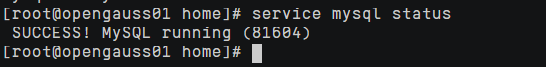 [root@opengauss01 home]# service mysql status
SUCCESS! MySQL running (81604)
[root@opengauss01 home]#